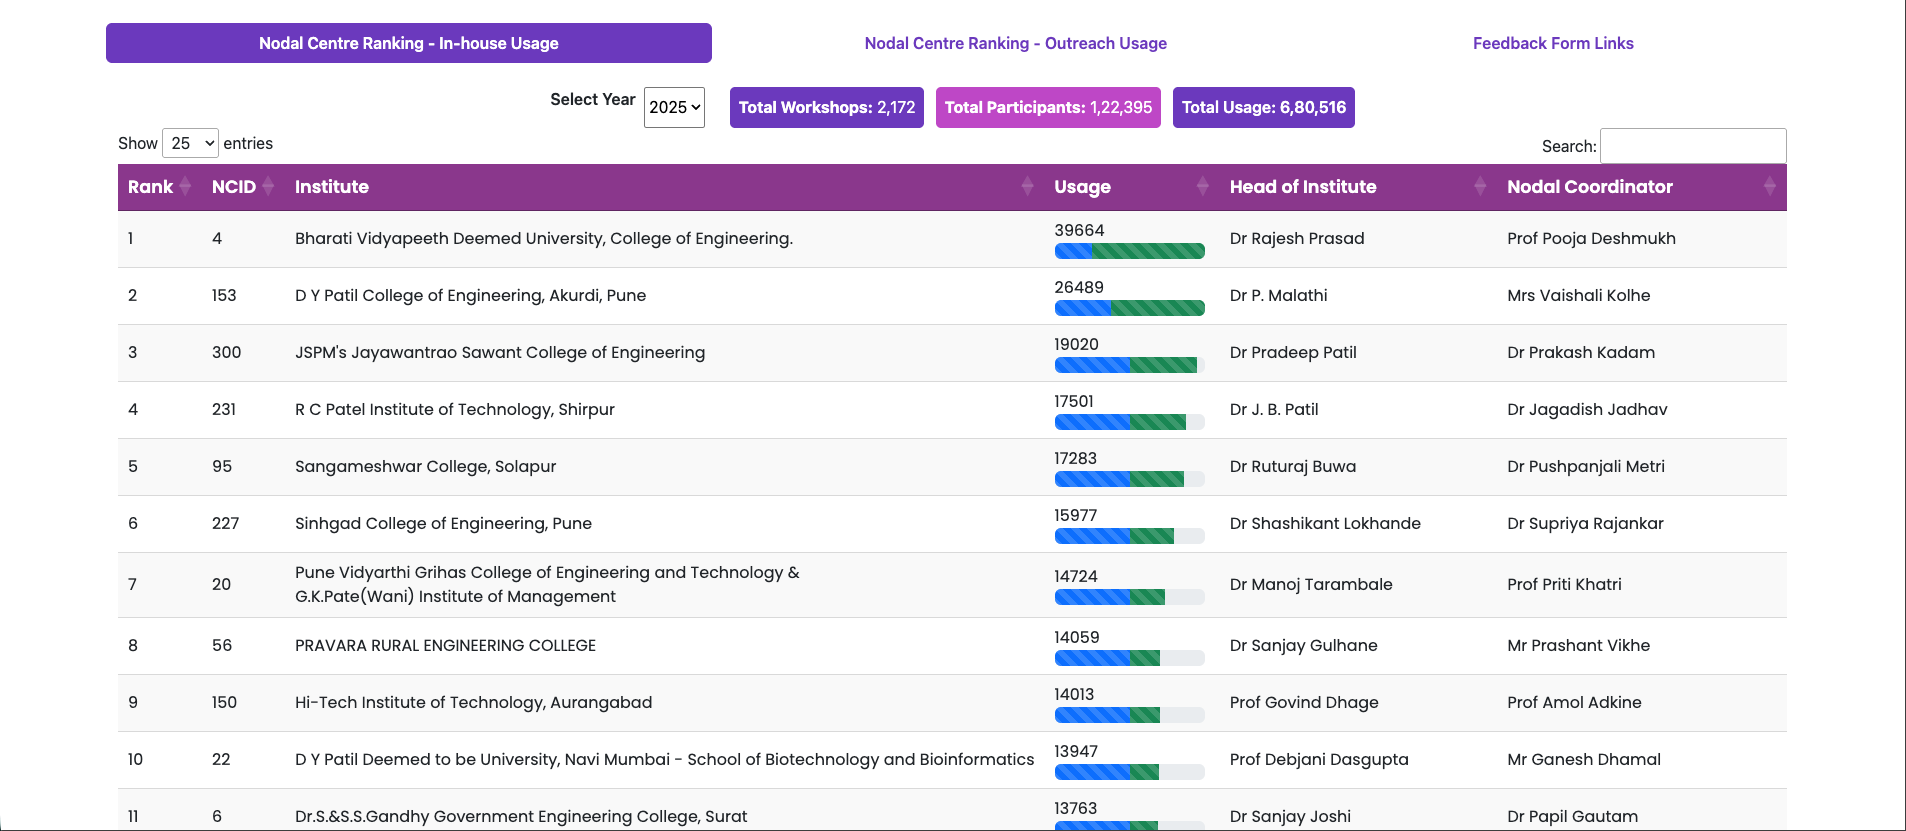 Nodal Centre Ranking - In-house Usage
Nodal Centre Ranking - Outreach Usage
Feedback Form Links
Select Year 2025 Total Workshops: 2,172 Total Participants: 1,22,395 Total Usage: 6,80,516
Show 25 entries
Search:
Rank NCID Institute Usage Head of Institute Nodal Coordinator
1 4 Bharati Vidyapeeth Deemed University, College of Engineering. 39664 Dr Rajesh Prasad Prof Pooja Deshmukh
2 153 D Y Patil College of Engineering, Akurdi, Pune 26489 Dr P. Malathi Mrs Vaishali Kolhe
3 300 JSPM's Jayawantrao Sawant College of Engineering 19020 Dr Pradeep Patil Dr Prakash Kadam
4 231 R C Patel Institute of Technology, Shirpur 17501 Dr J. B. Patil Dr Jagadish Jadhav
5 95 Sangameshwar College, Solapur 17283 Dr Ruturaj Buwa Dr Pushpanjali Metri
6 227 Sinhgad College of Engineering, Pune 15977 Dr Shashikant Lokhande Dr Supriya Rajankar
7 20 Pune Vidyarthi Grihas College of Engineering and Technology &
G.K.Pate(Wani) Institute of Management 14724 Dr Manoj Tarambale Prof Priti Khatri
8 56 PRAVARA RURAL ENGINEERING COLLEGE 14059 Dr Sanjay Gulhane Mr Prashant Vikhe
9 150 Hi-Tech Institute of Technology, Aurangabad 14013 Prof Govind Dhage Prof Amol Adkine
10 22 D Y Patil Deemed to be University, Navi Mumbai - School of Biotechnology and Bioinformatics 13947 Prof Debjani Dasgupta Mr Ganesh Dhamal
11 6 Dr.S.&S.S.Gandhy Government Engineering College, Surat 13763 Dr Sanjay Joshi Dr Papil Gautam